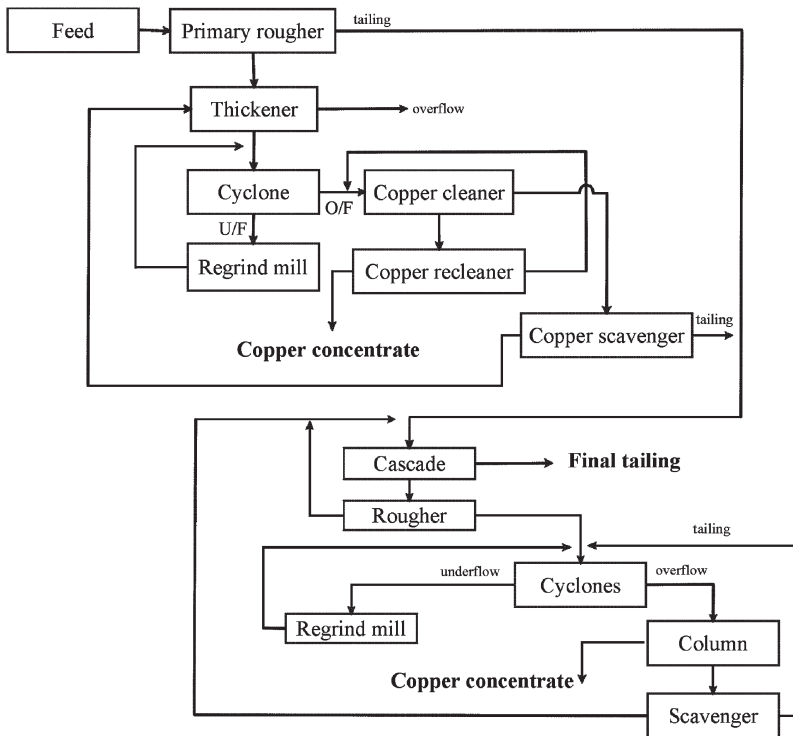 Feed
Primary rougher
tailing
Thickener
overflow
Cyclone
O/F
Copper cleaner
U/F
Regrind mill
Copper recleaner
Copper concentrate
Copper scavenger
tailing
Cascade
Final tailing
Rougher
tailing
underflow
Cyclones
overflow
Regrind mill
Column
Copper concentrate
Scavenger